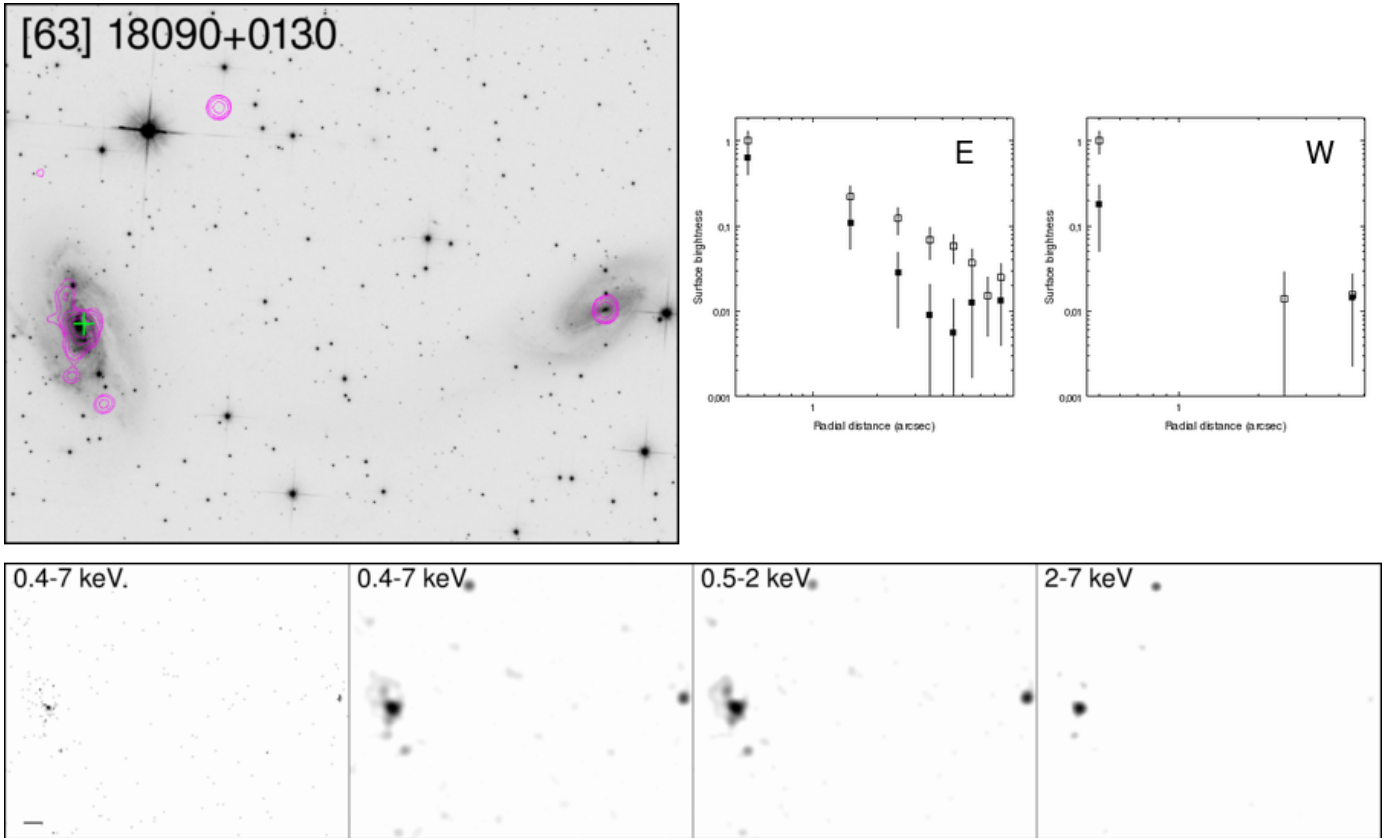 [63] 18090+0130
E
1
0,1
0,01
0,001
1
Surface birghtness
Radial distance (arcsec)
W
1
0,1
0,01
0,001
1
Surface birghtness
Radial distance (arcsec)
0.4-7 keV
0.4-7 keV
0.5-2 keV
2-7 keV